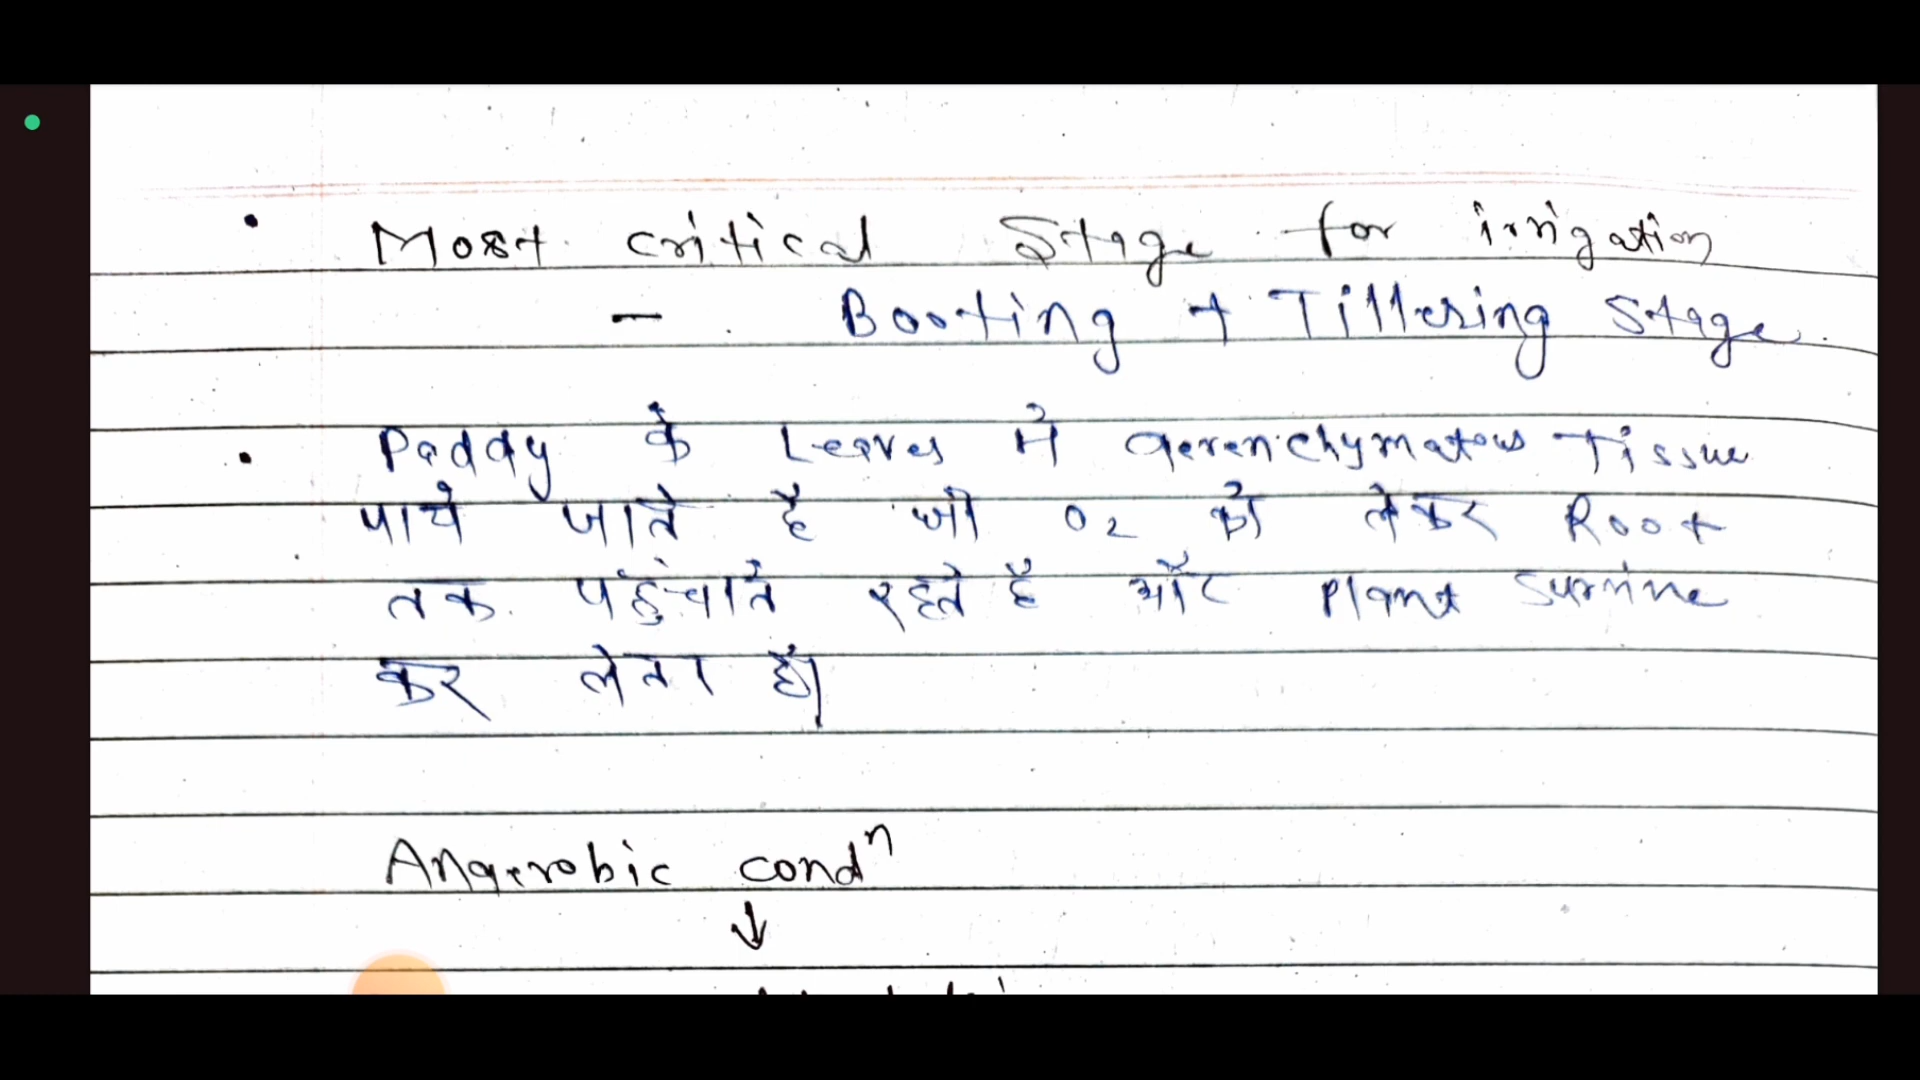 • Most critical Stage for irrigation
- Booting + Tillering Stage.
• Paddy के Leaves मे aerenchymatous Tissue
पाये जाते है जो O2 को लेकर Root
तक पहुंचाते रहते है और plant survive
कर लेता है।
Anaerobic condⁿ
↓